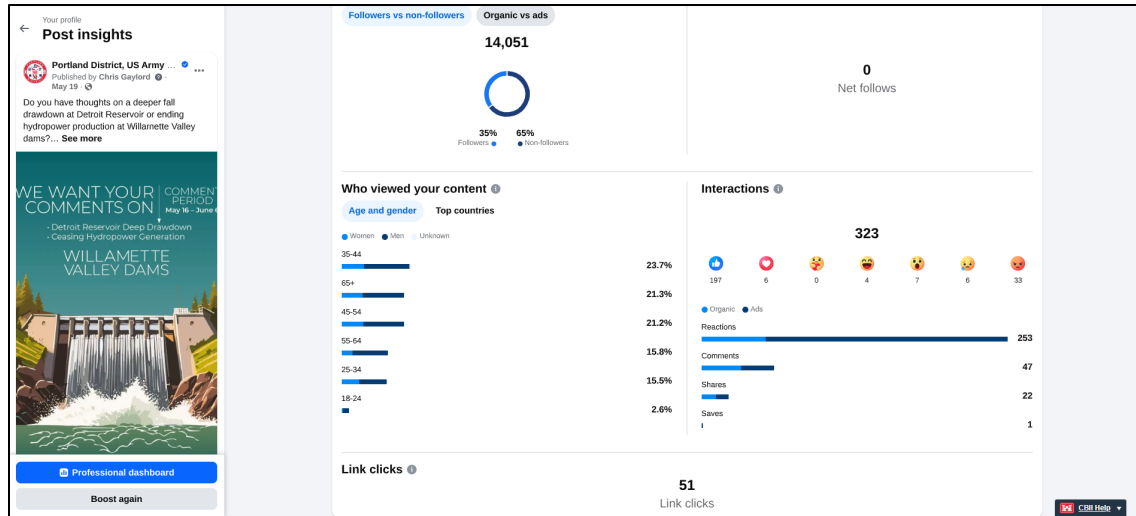 Your profile
Post insights
Portland District, US Army ...
Published by Chris Gaylord ·
May 19 ·
Do you have thoughts on a deeper fall
drawdown at Detroit Reservoir or ending
hydropower production at Willamette Valley
dams?... See more
WE WANT YOUR
COMMENTS ON
COMMENT
PERIOD
May 16 – June
- Detroit Reservoir Deep Drawdown
- Ceasing Hydropower Generation
WILLAMETTE
VALLEY DAMS
Professional dashboard
Boost again
Followers vs non-followers Organic vs ads
14,051
35% 65%
Followers Non-followers
0
Net follows
Who viewed your content
Age and gender Top countries
Women Men Unknown
35-44
23.7%
65+
21.3%
45-54
21.2%
55-64
15.8%
25-34
15.5%
18-24
2.6%
Interactions
323
197 6 0 4 7 6 33
Organic Ads
Reactions
253
Comments
47
Shares
22
Saves
1
Link clicks
51
Link clicks
CBII Help